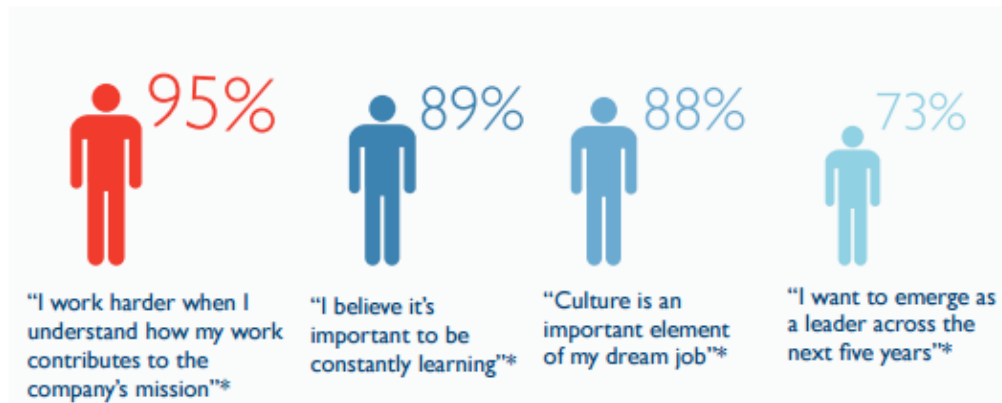 95%
“I work harder when I
understand how my work
contributes to the
company’s mission”*
89%
“I believe it’s
important to be
constantly learning”*
88%
“Culture is an
important element
of my dream job”*
73%
“I want to emerge as
a leader across the
next five years”*